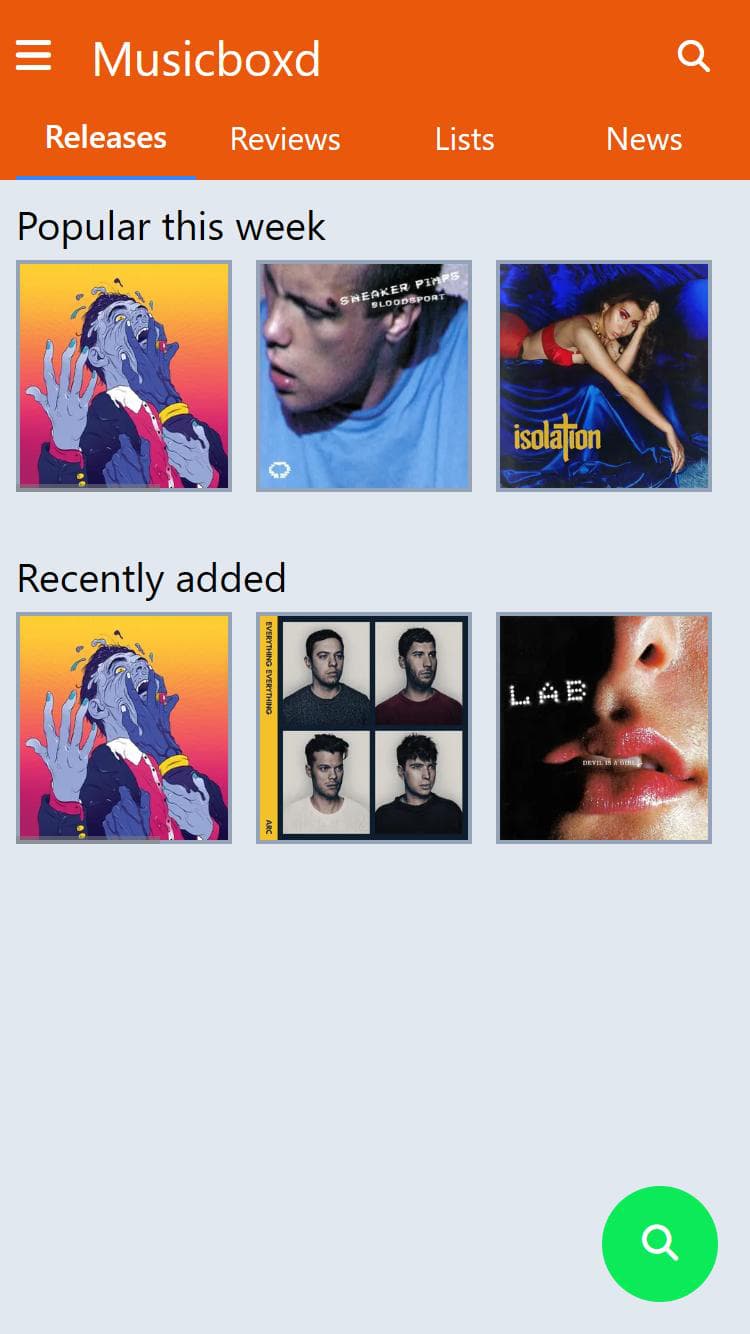 Musicboxd
Releases Reviews Lists News
Popular this week
SNEAKER PIMPS
BLOODSPORT
isolation
Recently added
EVERYTHING EVERYTHING
ARC
LAB
DEVIL IS A GIRL